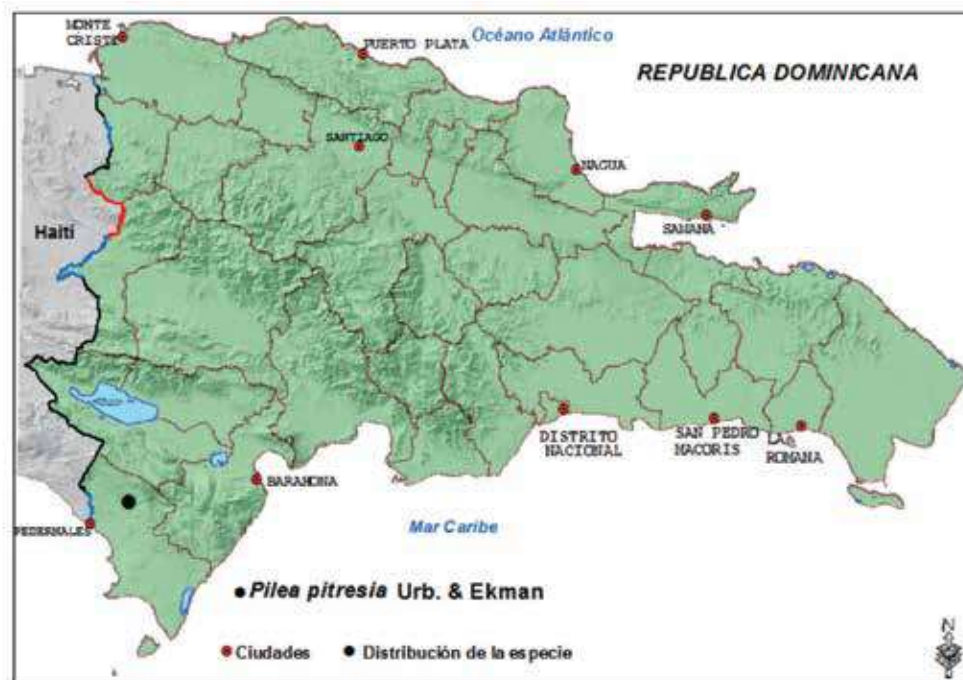 MONTE
CRISTI
Océano Atlántico
PUERTO PLATA
REPUBLICA DOMINICANA
SANTIAGO
NAGUA
SAMANA
Haití
DISTRITO
NACIONAL
SAN PEDRO
MACORIS
LA
ROMANA
BARAHONA
PEDERNALES
Mar Caribe
Pilea pitresia Urb. & Ekman
Ciudades
Distribución de la especie
N